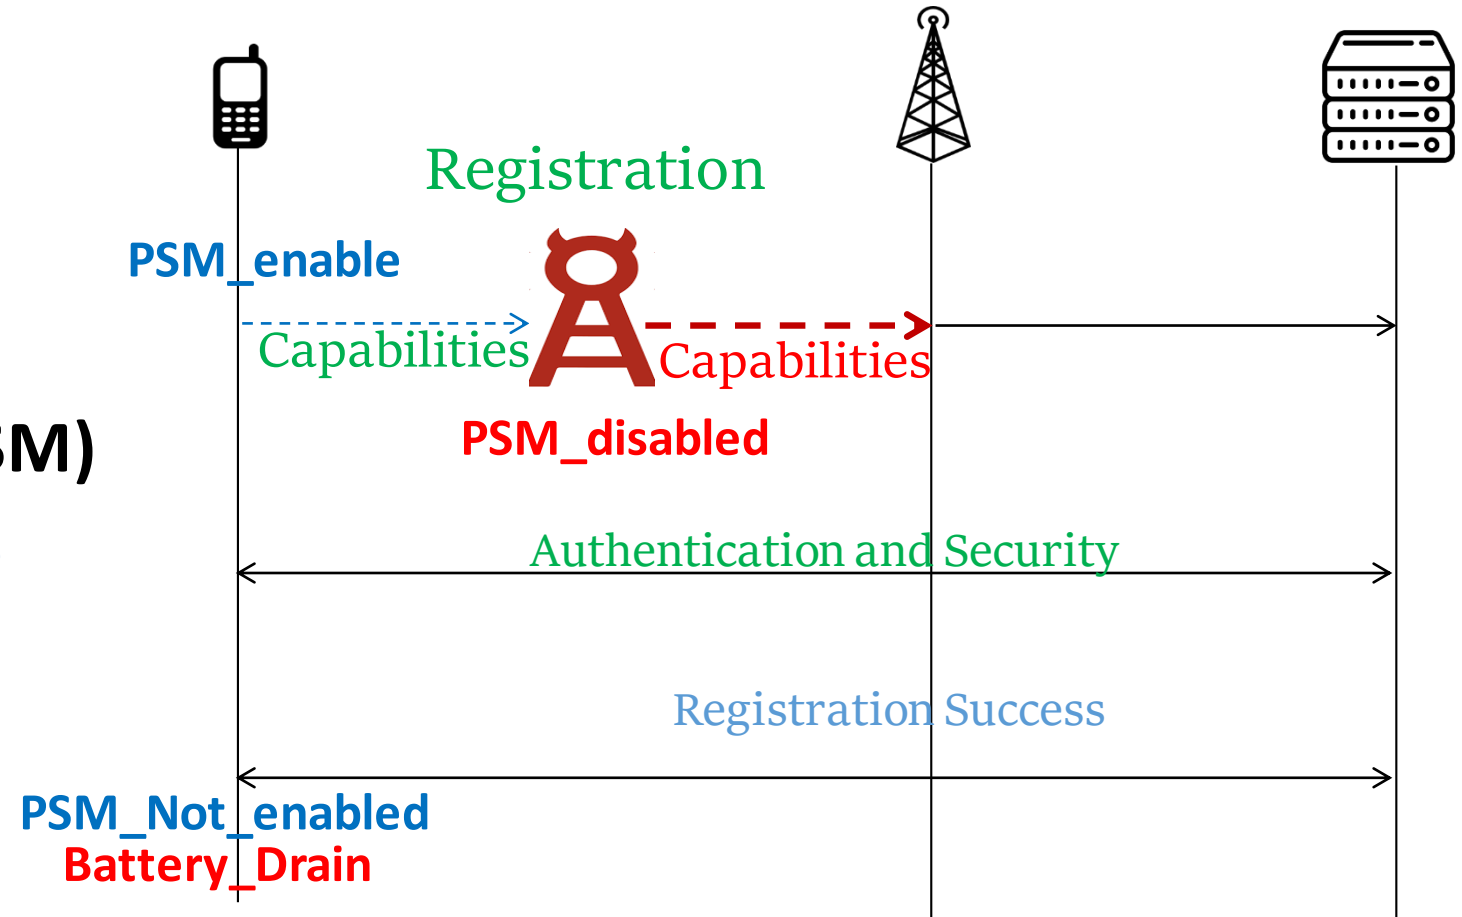 Registration
PSM_enable
Capabilities
Capabilities
PSM_disabled
SM)
Authentication and Security
Registration Success
PSM_Not_enabled
Battery_Drain